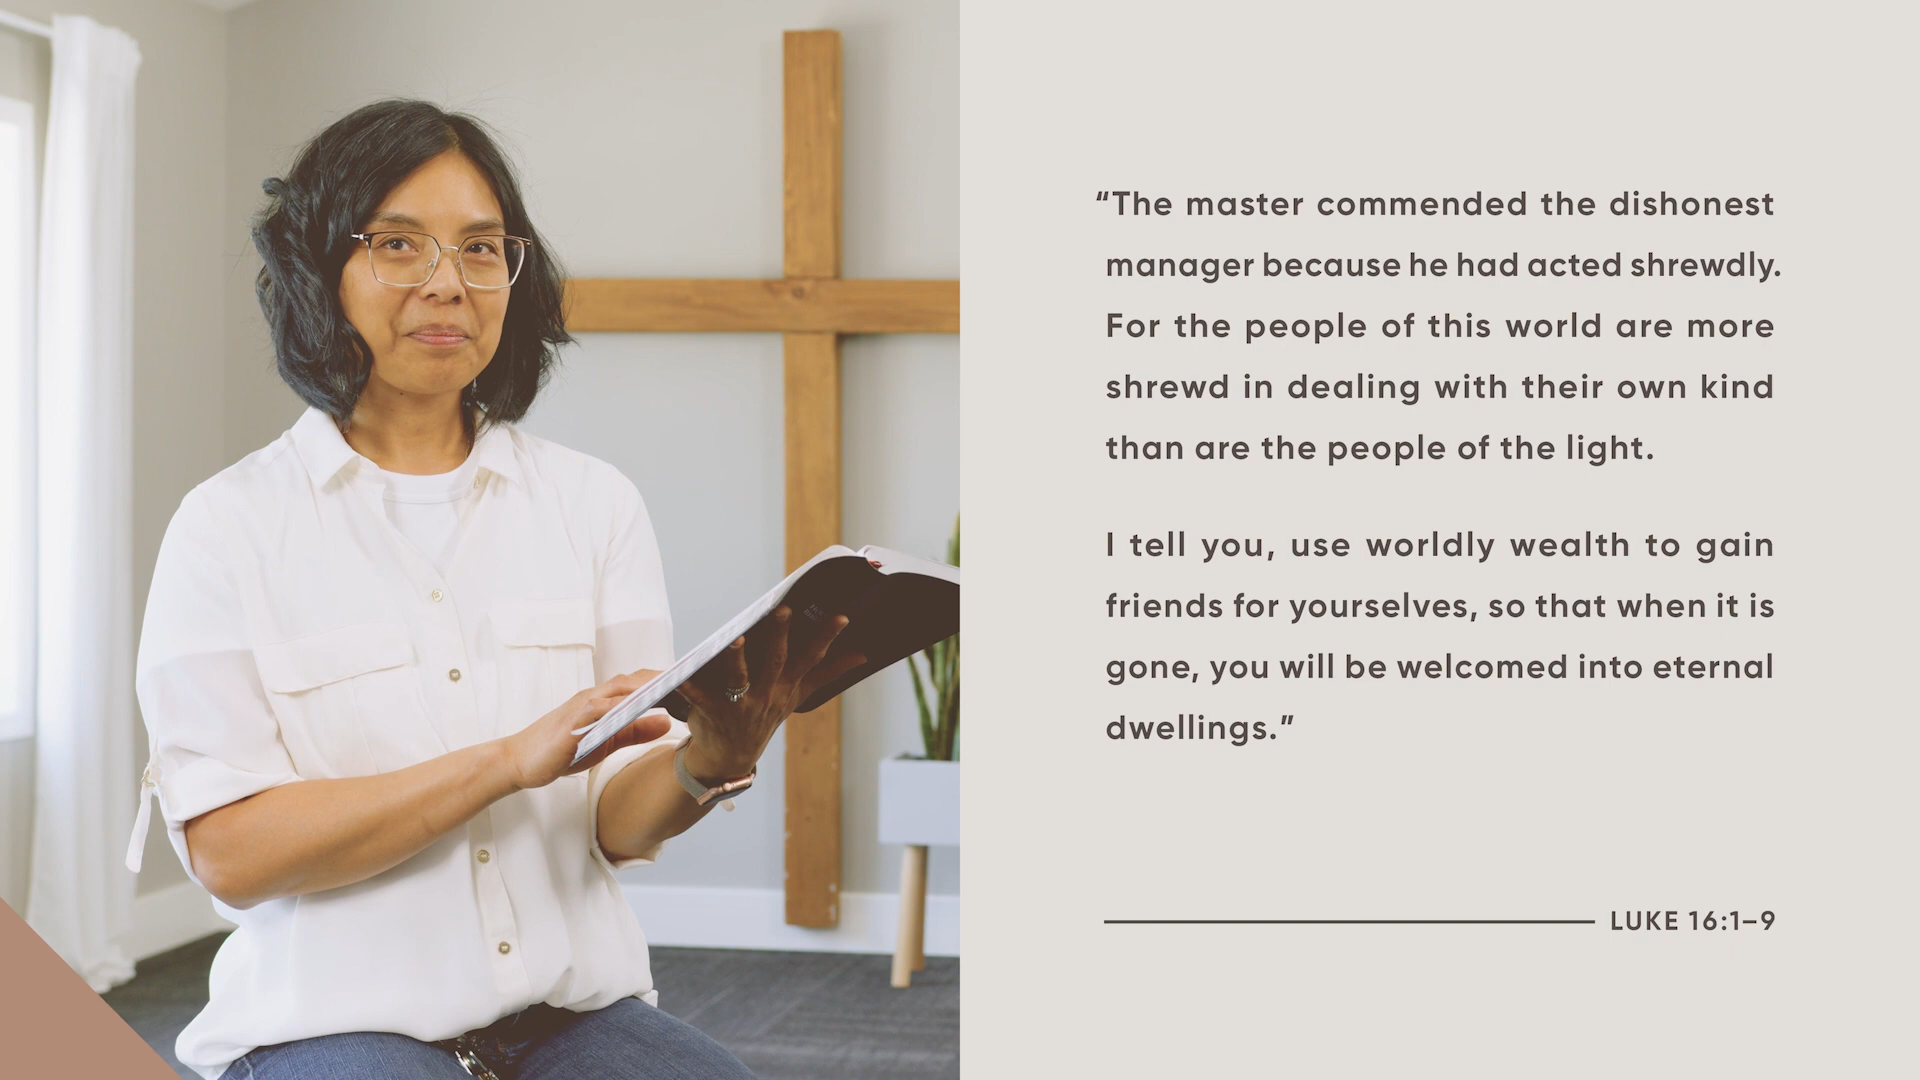 “The master commended the dishonest
manager because he had acted shrewdly.
For the people of this world are more
shrewd in dealing with their own kind
than are the people of the light.
I tell you, use worldly wealth to gain
friends for yourselves, so that when it is
gone, you will be welcomed into eternal
dwellings.”
LUKE 16:1–9